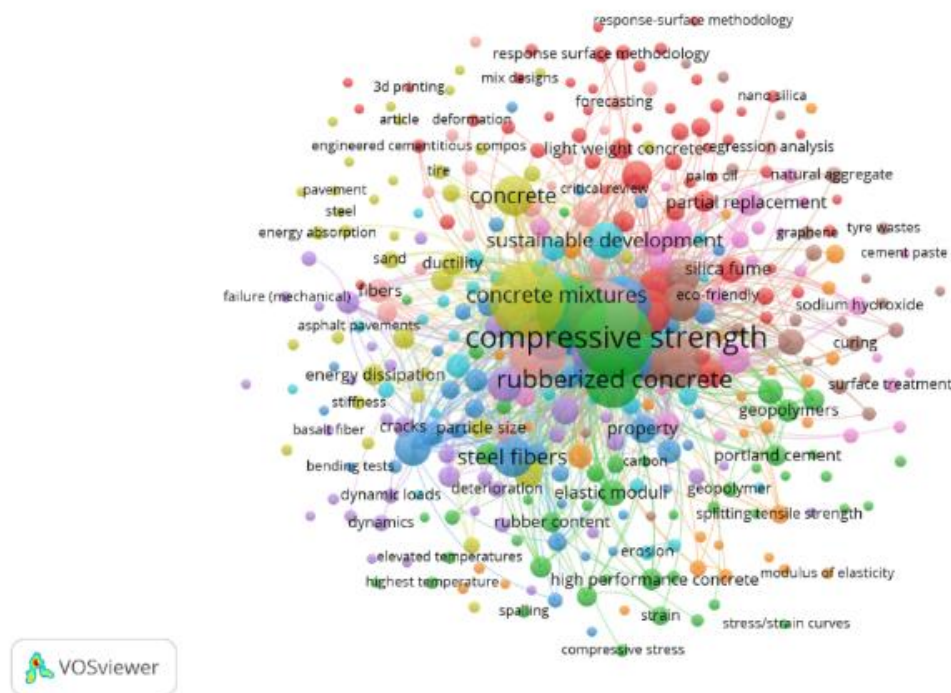 response-surface methodology
response surface methodology
mix designs
3d printing
forecasting
nano silica
article
deformation
engineered cementitious compos
light weight concrete
regression analysis
tire
palm oil
natural aggregate
pavement
concrete
critical review
partial replacement
steel
graphene
tyre wastes
energy absorption
sustainable development
cement paste
sand
ductility
silica fume
failure (mechanical)
fibers
concrete mixtures
eco-friendly
sodium hydroxide
asphalt pavements
compressive strength
curing
energy dissipation
rubberized concrete
surface treatment
stiffness
geopolymers
basalt fiber
cracks
particle size
property
bending tests
steel fibers
carbon
portland cement
dynamic loads
deterioration
elastic moduli
geopolymer
dynamics
rubber content
splitting tensile strength
elevated temperatures
erosion
highest temperature
high performance concrete
modulus of elasticity
spalling
strain
stress/strain curves
compressive stress
VOSviewer